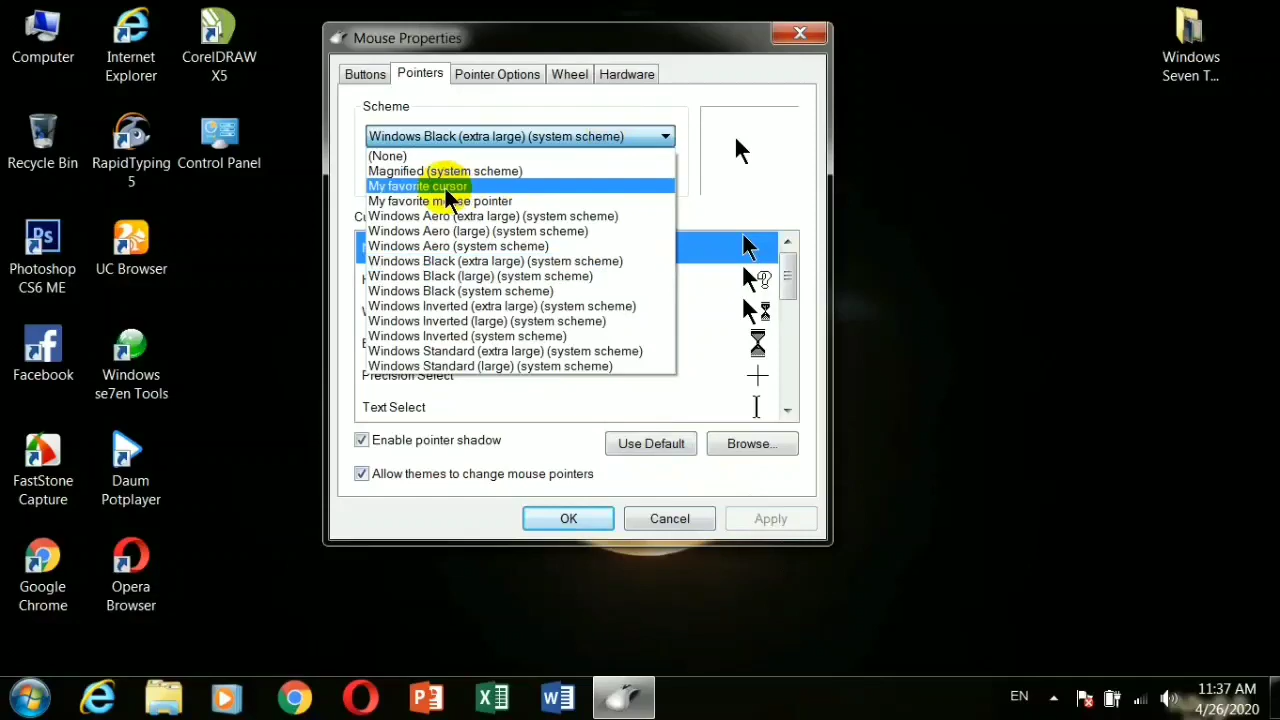 Computer
Internet
Explorer
CorelDRAW
X5
Recycle Bin
RapidTyping
5
Control Panel
Ps
Photoshop
CS6 ME
UC Browser
Facebook
Windows
se7en Tools
FastStone
Capture
Daum
Potplayer
Google
Chrome
Opera
Browser
Windows
Seven T...
Mouse Properties
Buttons
Pointers
Pointer Options
Wheel
Hardware
Scheme
Windows Black (extra large) (system scheme)
(None)
Magnified (system scheme)
My favorite cursor
My favorite mouse pointer
Windows Aero (extra large) (system scheme)
Windows Aero (large) (system scheme)
Windows Aero (system scheme)
Windows Black (extra large) (system scheme)
Windows Black (large) (system scheme)
Windows Black (system scheme)
Windows Inverted (extra large) (system scheme)
Windows Inverted (large) (system scheme)
Windows Inverted (system scheme)
Windows Standard (extra large) (system scheme)
Windows Standard (large) (system scheme)
Precision Select
Text Select
Enable pointer shadow
Use Default
Browse...
Allow themes to change mouse pointers
OK
Cancel
Apply
EN
11:37 AM
4/26/2020